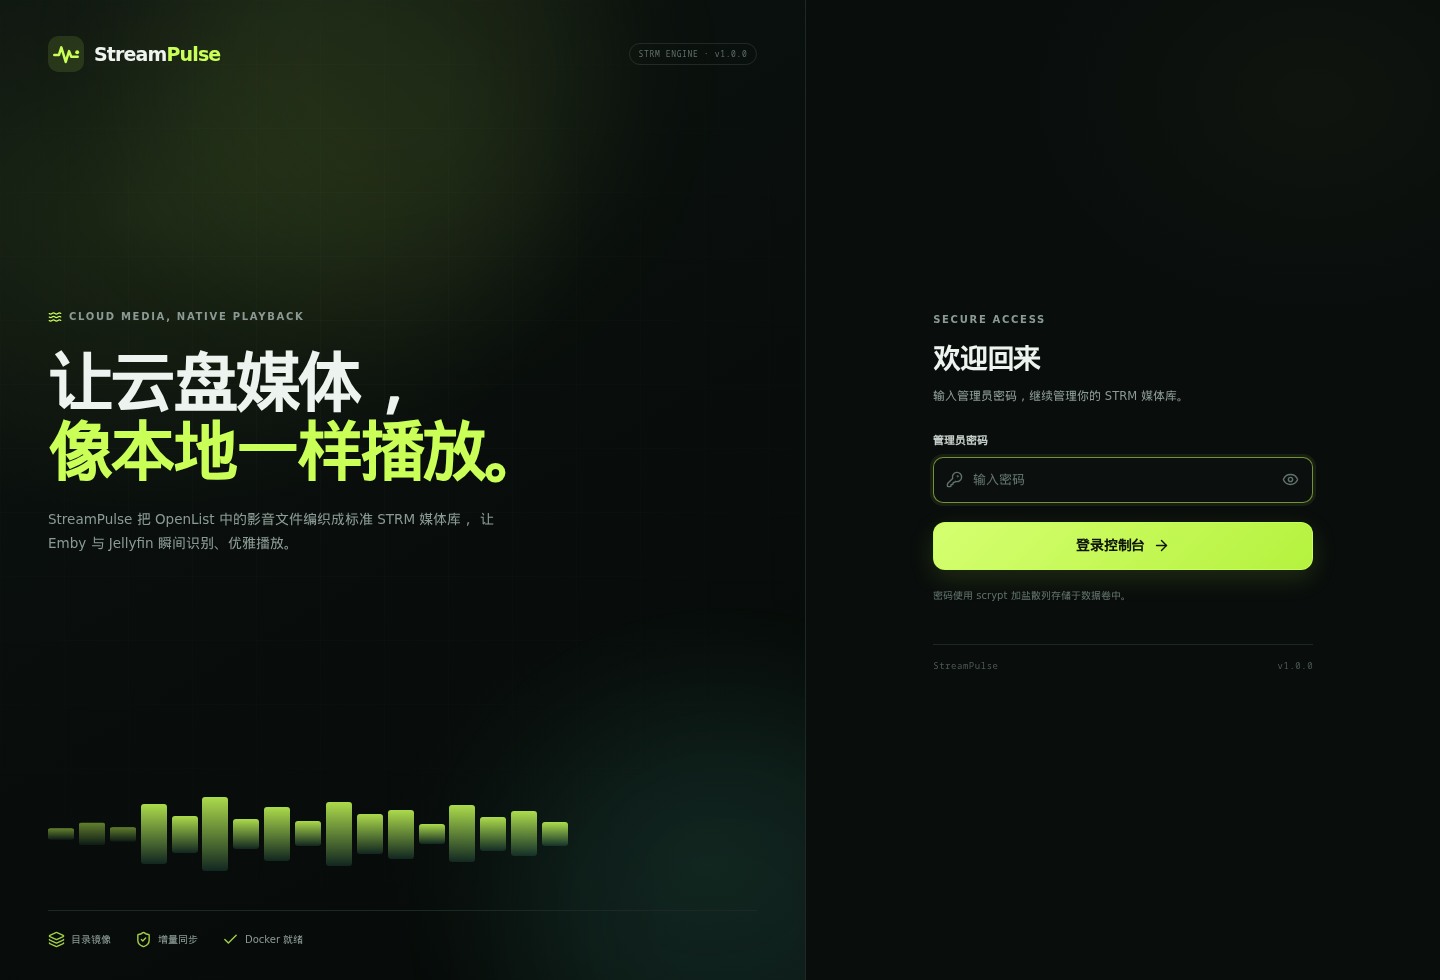 StreamPulse
STRM ENGINE · v1.0.0
CLOUD MEDIA, NATIVE PLAYBACK
让云盘媒体，
像本地一样播放。
StreamPulse 把 OpenList 中的影音文件编织成标准 STRM 媒体库，让
Emby 与 Jellyfin 瞬间识别、优雅播放。
目录镜像
增量同步
Docker 就绪
SECURE ACCESS
欢迎回来
输入管理员密码，继续管理你的 STRM 媒体库。
管理员密码
输入密码
登录控制台
密码使用 scrypt 加盐散列存储于数据卷中。
StreamPulse
v1.0.0